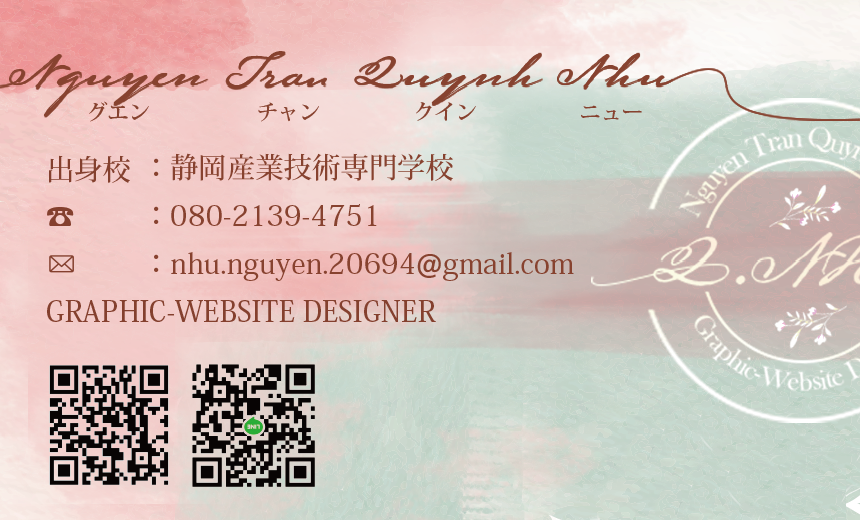 Nguyen Tran Quynh Nhu
グエン チャン クイン ニュー
出身校 ：静岡産業技術専門学校
☎ ：080-2139-4751
✉ ：nhu.nguyen.20694@gmail.com
GRAPHIC-WEBSITE DESIGNER
LINE
Nguyen Tran Quyn
Q.Nh
Graphic-Website